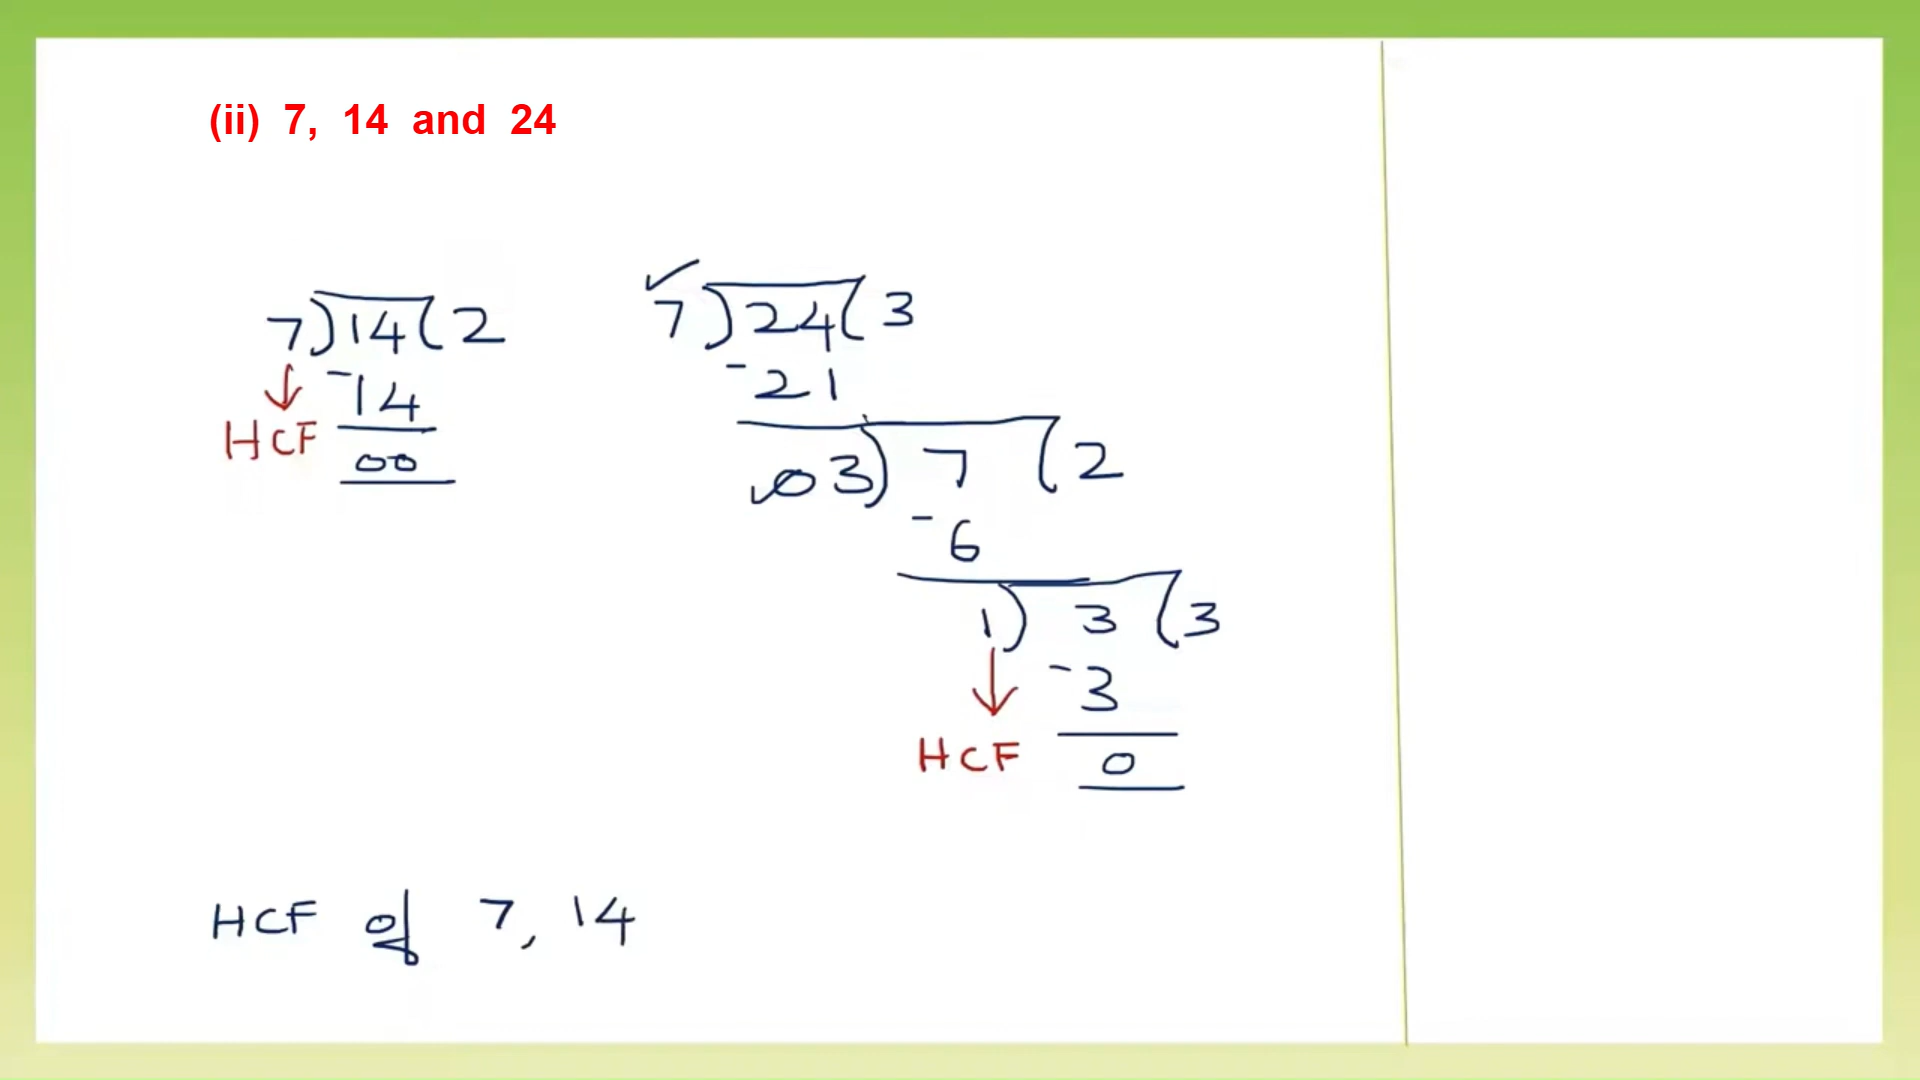 (ii) 7, 14 and 24
7)14(2
-14
HCF
00
7)24(3
-21
03)7(2
-6
1)3(3
-3
HCF
0
HCF of 7, 14